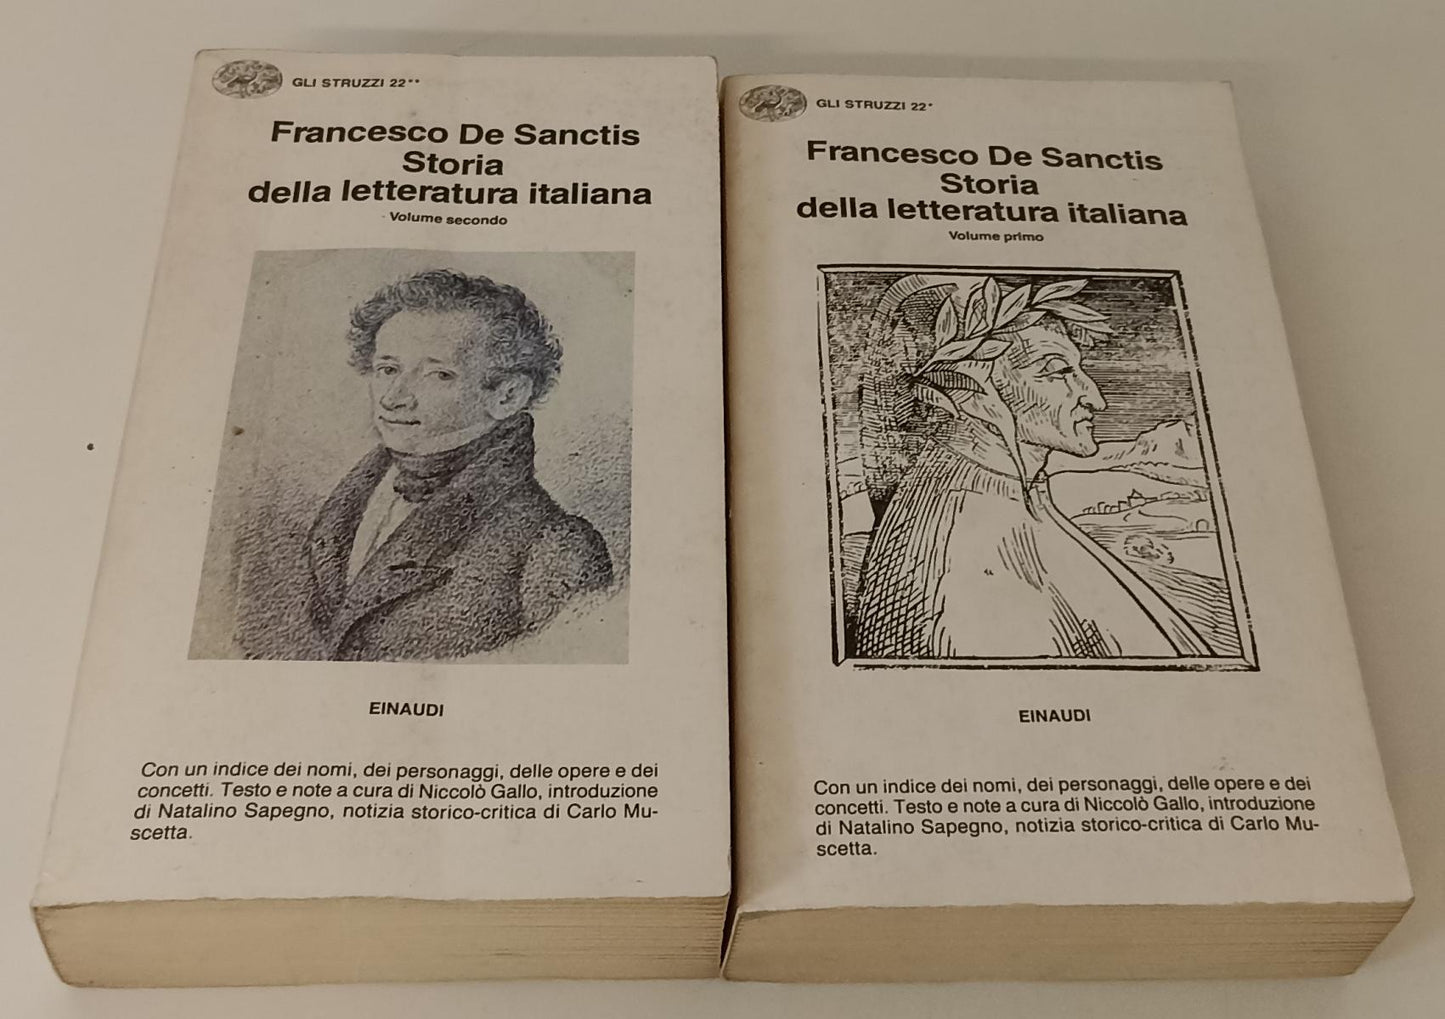 GLI STRUZZI 22**
Francesco De Sanctis
Storia
della letteratura italiana
Volume secondo
EINAUDI
Con un indice dei nomi, dei personaggi, delle opere e dei
concetti. Testo e note a cura di Niccolò Gallo, introduzione
di Natalino Sapegno, notizia storico-critica di Carlo Mu-
scetta.
GLI STRUZZI 22*
Francesco De Sanctis
Storia
della letteratura italiana
Volume primo
EINAUDI
Con un indice dei nomi, dei personaggi, delle opere e dei
concetti. Testo e note a cura di Niccolò Gallo, introduzione
di Natalino Sapegno, notizia storico-critica di Carlo Mu-
scetta.